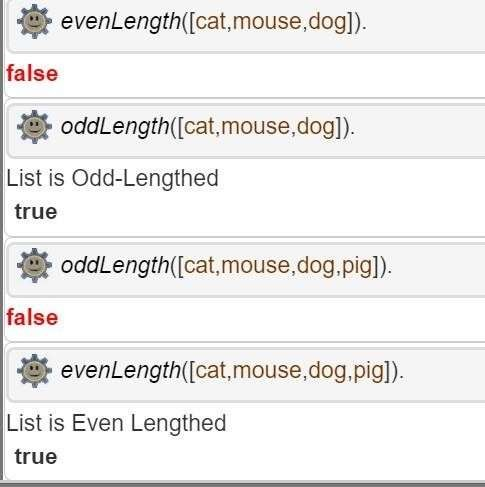 evenLength([cat,mouse,dog]).
false
oddLength([cat,mouse,dog]).
List is Odd-Lengthed
true
oddLength([cat,mouse,dog,pig]).
false
evenLength([cat,mouse,dog,pig]).
List is Even Lengthed
true